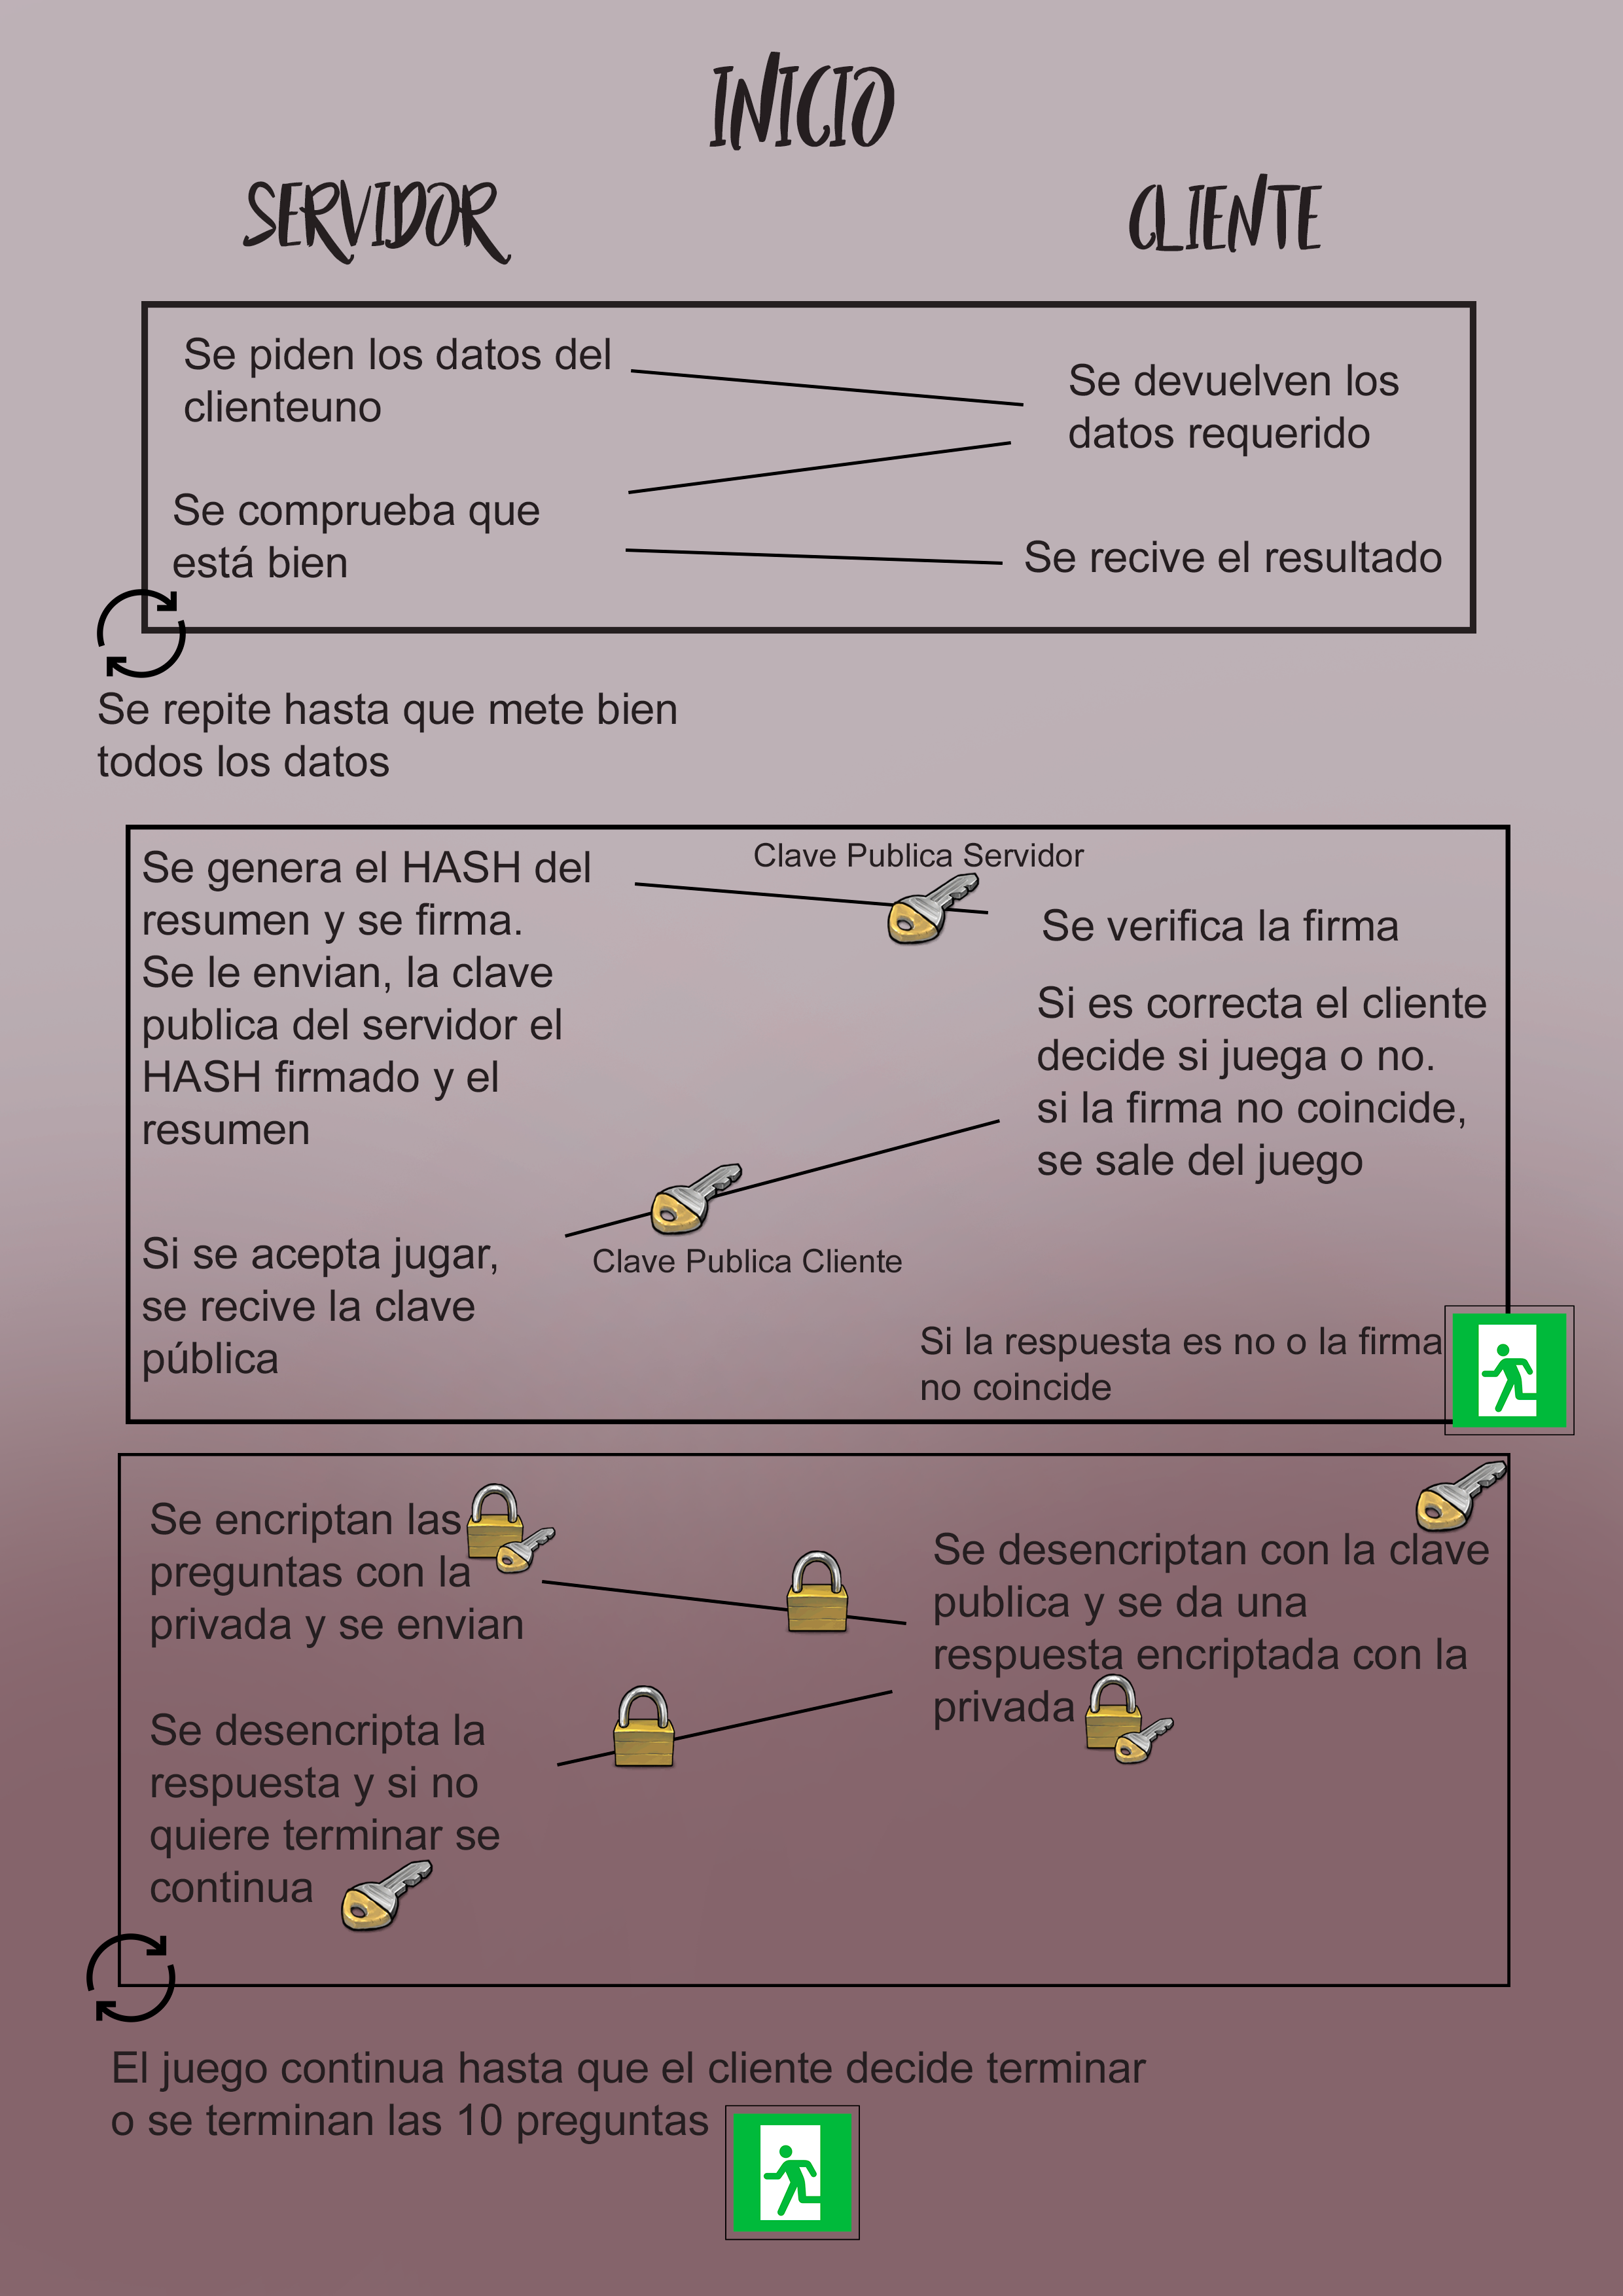 INICIO
SERVIDOR
CLIENTE
Se piden los datos del
clienteuno
Se devuelven los
datos requerido
Se comprueba que
está bien
Se recive el resultado
Se repite hasta que mete bien
todos los datos
Se genera el HASH del
resumen y se firma.
Se le envian, la clave
publica del servidor el
HASH firmado y el
resumen
Clave Publica Servidor
Se verifica la firma
Si es correcta el cliente
decide si juega o no.
si la firma no coincide,
se sale del juego
Si se acepta jugar,
se recive la clave
pública
Clave Publica Cliente
Si la respuesta es no o la firma
no coincide
Se encriptan las
preguntas con la
privada y se envian
Se desencriptan con la clave
publica y se da una
respuesta encriptada con la
privada
Se desencripta la
respuesta y si no
quiere terminar se
continua
El juego continua hasta que el cliente decide terminar
o se terminan las 10 preguntas